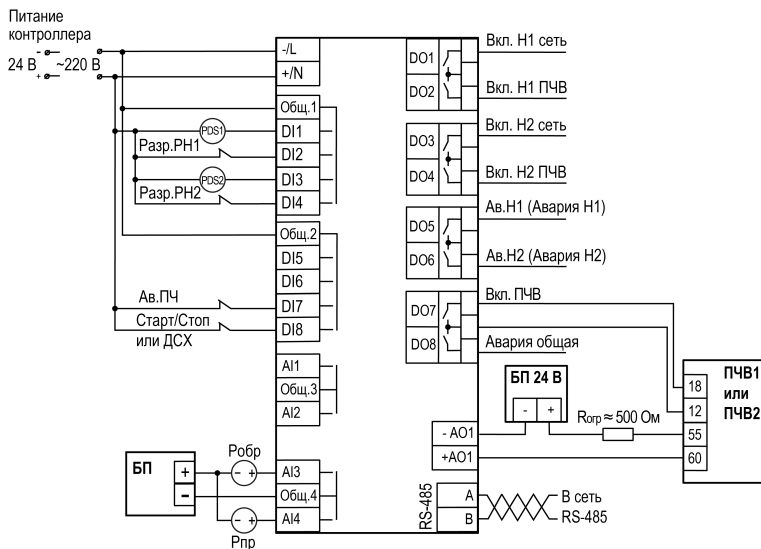 Питание
контроллера
24 В ~220 В
-
+
-/L
+/N
Общ.1
DI1
DI2
DI3
DI4
PDS1
Разр.РН1
PDS2
Разр.РН2
Общ.2
DI5
DI6
DI7
DI8
Ав.ПЧ
Старт/Стоп
или ДСХ
AI1
Общ.3
AI2
БП
+
-
Робр
- +
AI3
Общ.4
AI4
- +
Рпр
DO1
DO2
Вкл. Н1 сеть
Вкл. Н1 ПЧВ
DO3
DO4
Вкл. Н2 сеть
Вкл. Н2 ПЧВ
DO5
DO6
Ав.Н1 (Авария Н1)
Ав.Н2 (Авария Н2)
DO7
DO8
Вкл. ПЧВ
Авария общая
БП 24 В
- +
Rогр ≈ 500 Ом
- AO1
+AO1
18
12
55
60
ПЧВ1
или
ПЧВ2
RS-485
A
B
В сеть
RS-485